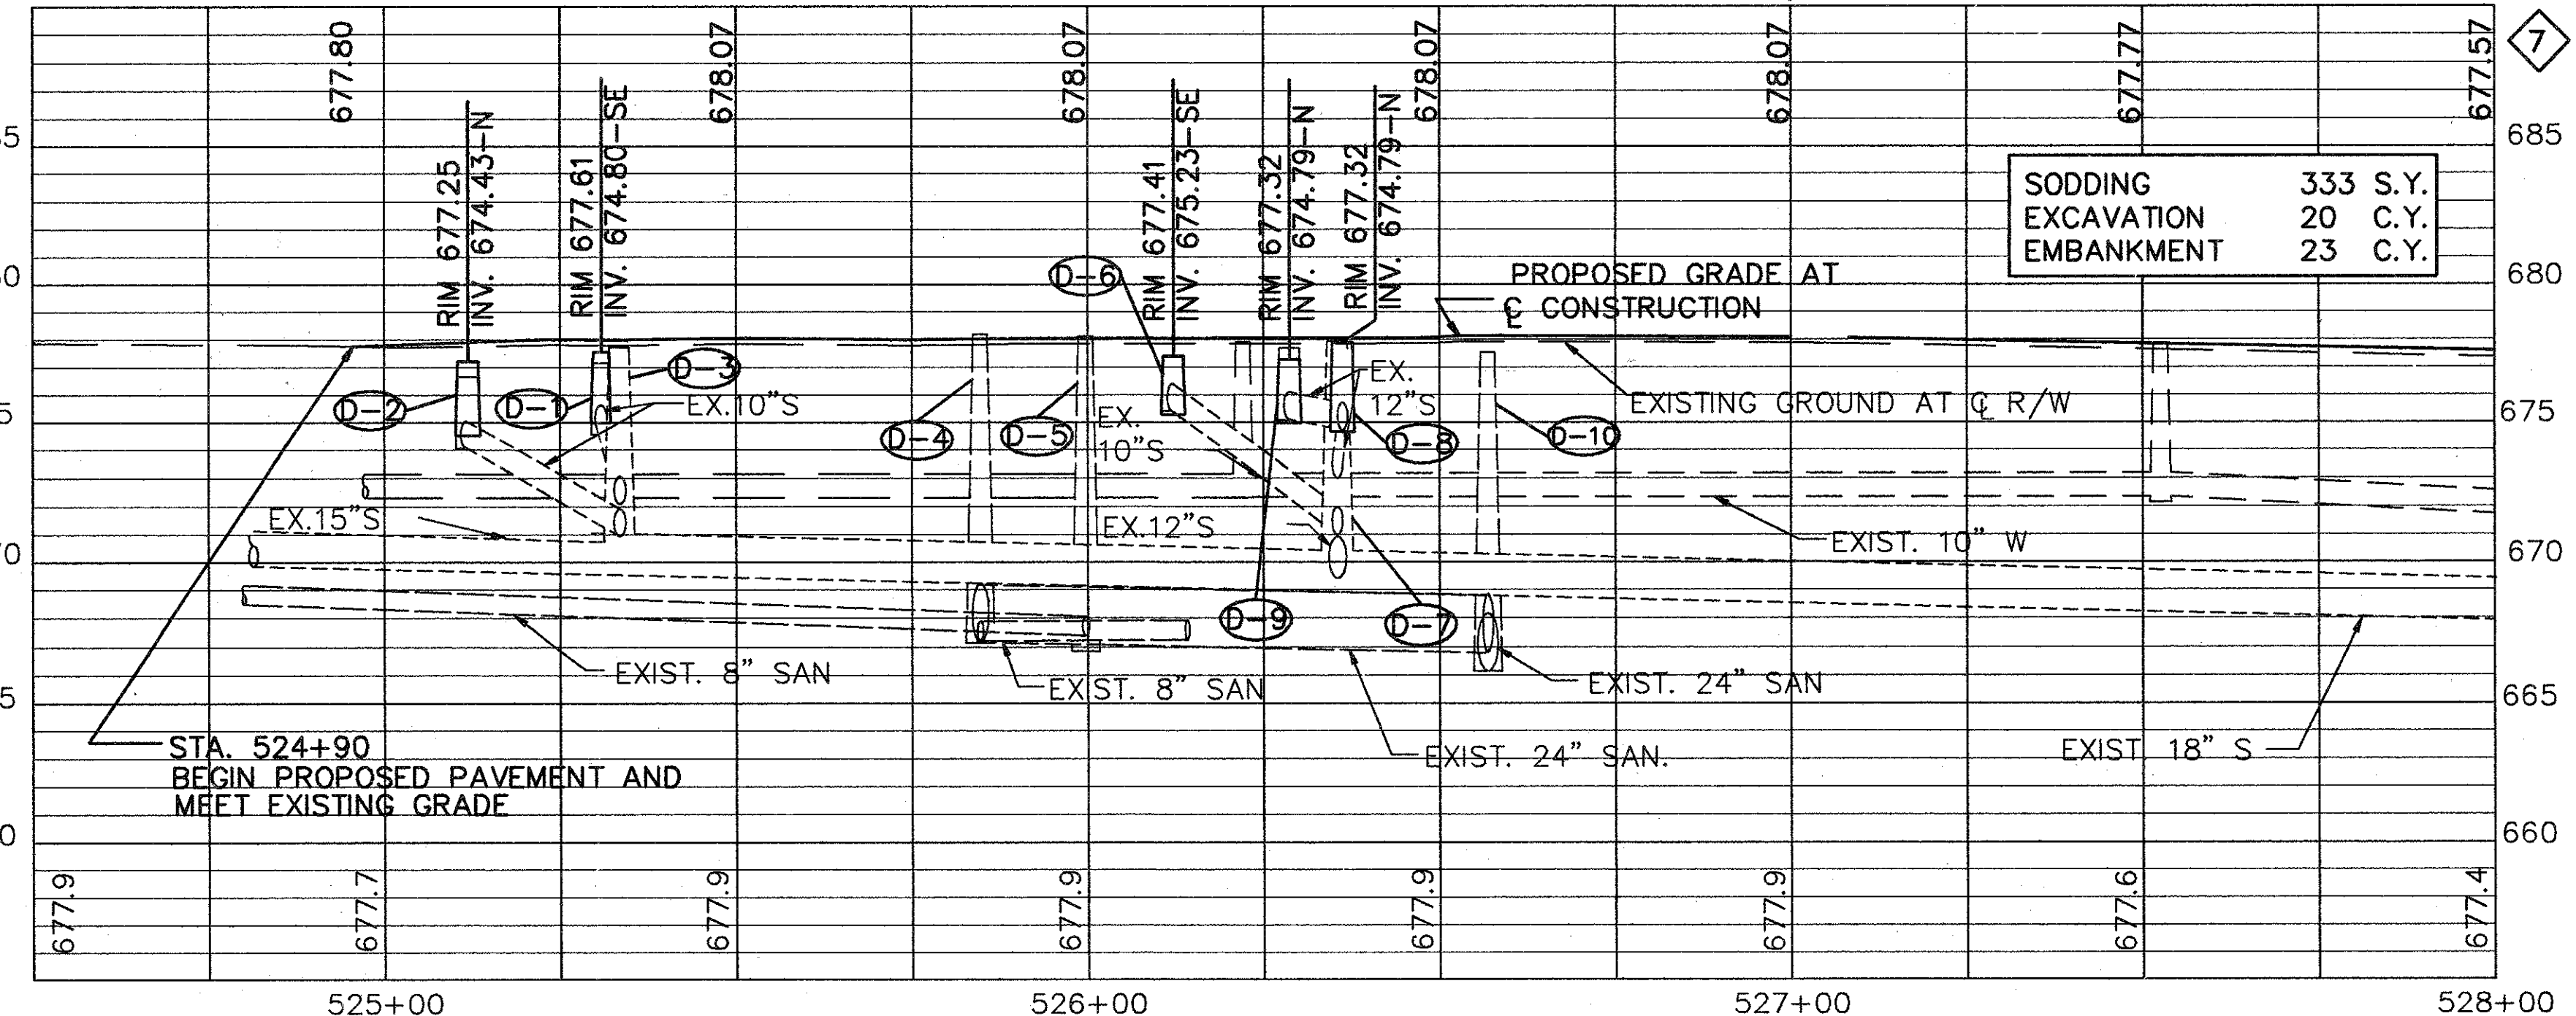 677.80
678.07
678.07
678.07
678.07
677.77
677.57
7
RIM 677.25
INV. 674.43-N
RIM 677.61
INV. 674.80-SE
RIM 677.41
INV. 675.23-SE
RIM 677.32
INV. 674.79-N
RIM 677.32
INV. 674.79-N
685
SODDING 333 S.Y.
EXCAVATION 20 C.Y.
EMBANKMENT 23 C.Y.
680
D-6
PROPOSED GRADE AT
℄ CONSTRUCTION
D-3
D-2
D-1
EX.10"S
D-4
D-5
EX.
10"S
EX.
12"S
D-8
D-10
EXISTING GROUND AT ℄ R/W
675
EX.15"S
EX.12"S
EXIST. 10" W
670
D-9
D-7
EXIST. 8" SAN
EXIST. 8" SAN
EXIST. 24" SAN
665
STA. 524+90
BEGIN PROPOSED PAVEMENT AND
MEET EXISTING GRADE
EXIST. 24" SAN.
EXIST. 18" S
660
677.9
677.7
677.9
677.9
677.9
677.9
677.6
677.4
525+00
526+00
527+00
528+00